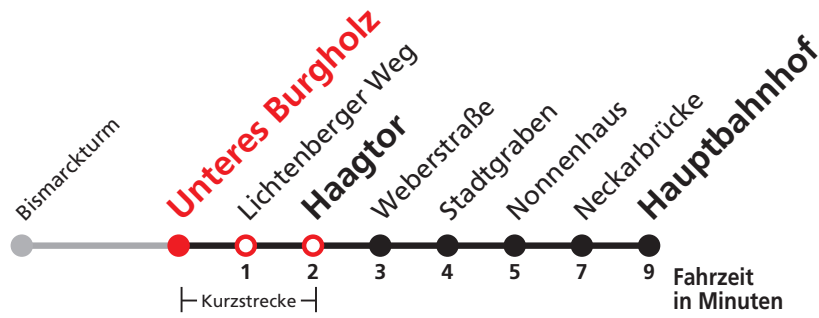 Bismarckturm
Unteres Burgholz
Lichtenberger Weg
Haagtor
Weberstraße
Stadtgraben
Nonnenhaus
Neckarbrücke
Hauptbahnhof
1 2 3 4 5 7 9
Fahrzeit
in Minuten
Kurzstrecke